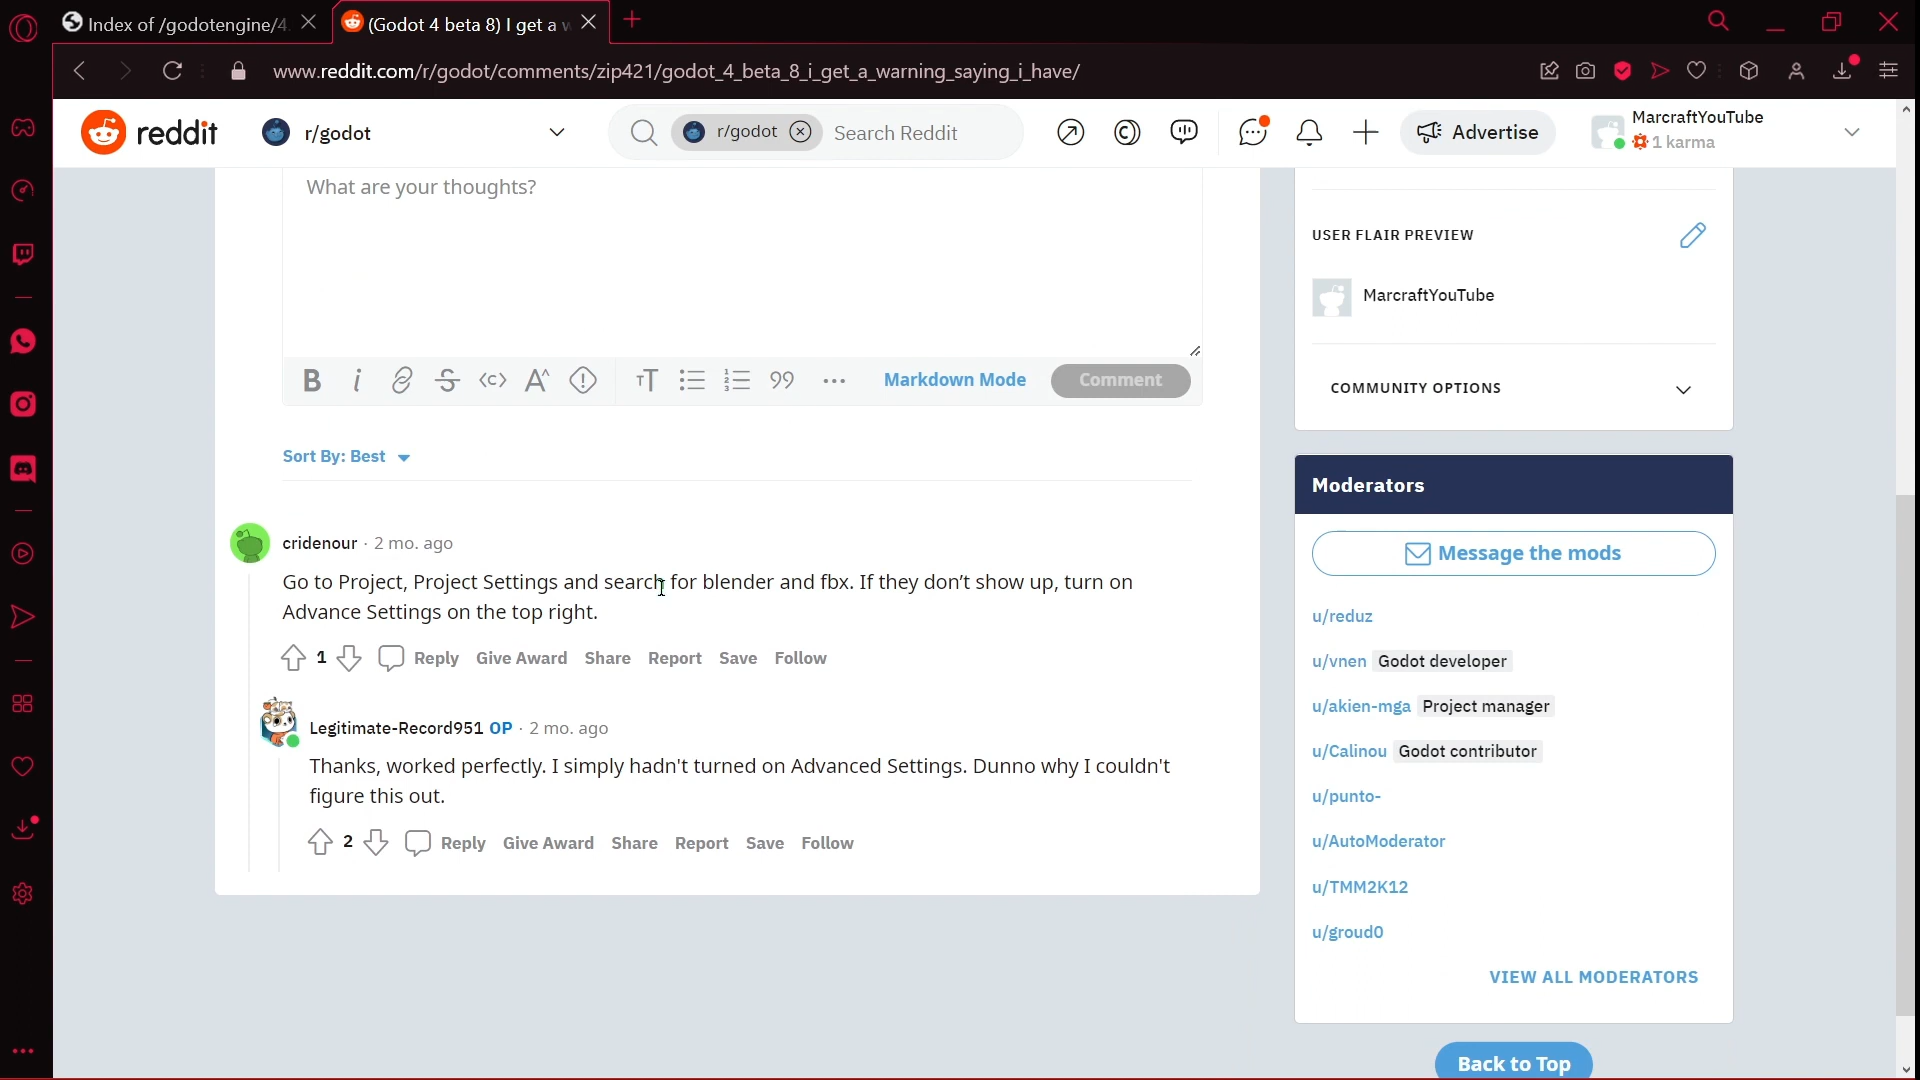 Index of /godotengine/4.
(Godot 4 beta 8) I get a w
www.reddit.com/r/godot/comments/zip421/godot_4_beta_8_i_get_a_warning_saying_i_have/
reddit
r/godot
r/godot
Search Reddit
Advertise
MarcraftYouTube
1 karma
What are your thoughts?
Markdown Mode
Comment
Sort By: Best
cridenour · 2 mo. ago
Go to Project, Project Settings and search for blender and fbx. If they don’t show up, turn on
Advance Settings on the top right.
1
Reply
Give Award
Share
Report
Save
Follow
Legitimate-Record951 OP · 2 mo. ago
Thanks, worked perfectly. I simply hadn't turned on Advanced Settings. Dunno why I couldn't
figure this out.
2
Reply
Give Award
Share
Report
Save
Follow
USER FLAIR PREVIEW
MarcraftYouTube
COMMUNITY OPTIONS
Moderators
Message the mods
u/reduz
u/vnen Godot developer
u/akien-mga Project manager
u/Calinou Godot contributor
u/punto-
u/AutoModerator
u/TMM2K12
u/groud0
VIEW ALL MODERATORS
Back to Top